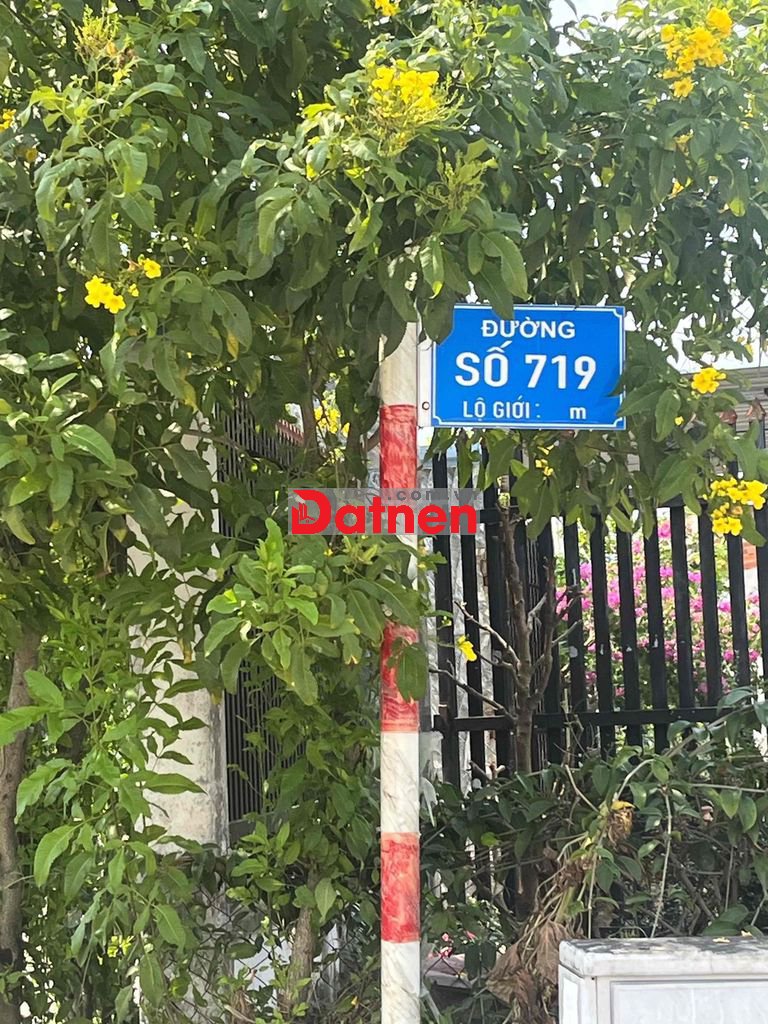 ĐƯỜNG
SỐ 719
LỘ GIỚI: m
Datnen